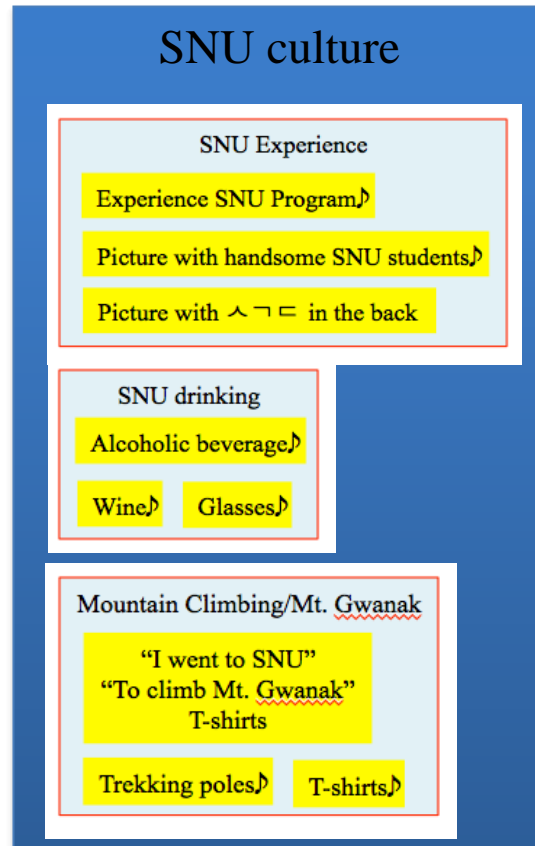 SNU culture
SNU Experience
Experience SNU Program♪
Picture with handsome SNU students♪
Picture with ㅅㄱㄷ in the back
SNU drinking
Alcoholic beverage♪
Wine♪ Glasses♪
Mountain Climbing/Mt. Gwanak
“I went to SNU”
“To climb Mt. Gwanak”
T-shirts
Trekking poles♪ T-shirts♪